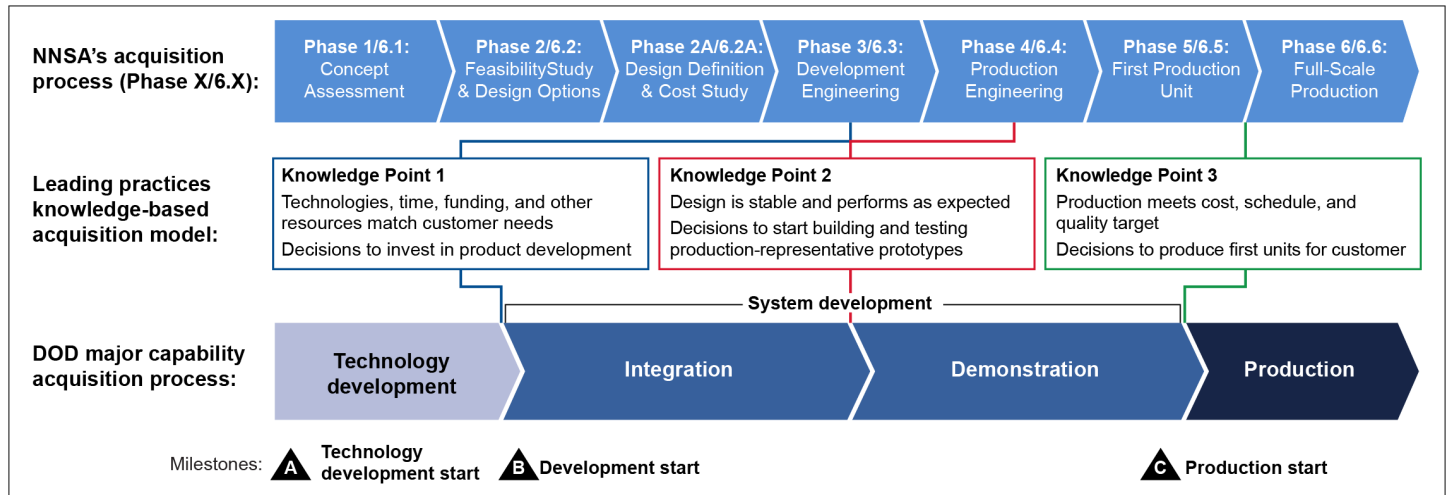 NNSA's acquisition
process (Phase X/6.X):
Phase 1/6.1:
Concept
Assessment
Phase 2/6.2:
FeasibilityStudy
& Design Options
Phase 2A/6.2A:
Design Definition
& Cost Study
Phase 3/6.3:
Development
Engineering
Phase 4/6.4:
Production
Engineering
Phase 5/6.5:
First Production
Unit
Phase 6/6.6:
Full-Scale
Production
Leading practices
knowledge-based
acquisition model:
Knowledge Point 1
Technologies, time, funding, and other
resources match customer needs
Decisions to invest in product development
Knowledge Point 2
Design is stable and performs as expected
Decisions to start building and testing
production-representative prototypes
Knowledge Point 3
Production meets cost, schedule, and
quality target
Decisions to produce first units for customer
System development
DOD major capability
acquisition process:
Technology
development
Integration
Demonstration
Production
Milestones:
A
Technology
development start
B
Development start
C
Production start